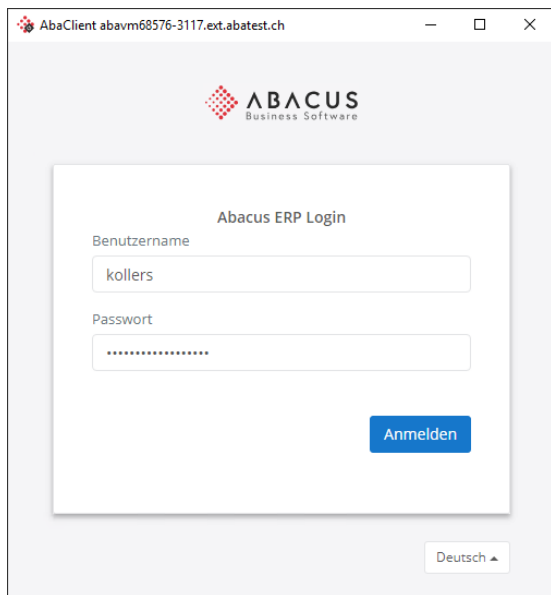 AbaClient abavm68576-3117.ext.abatest.ch
ABACUS
Business Software
Abacus ERP Login
Benutzername
kollers
Passwort
••••••••••••••••••
Anmelden
Deutsch